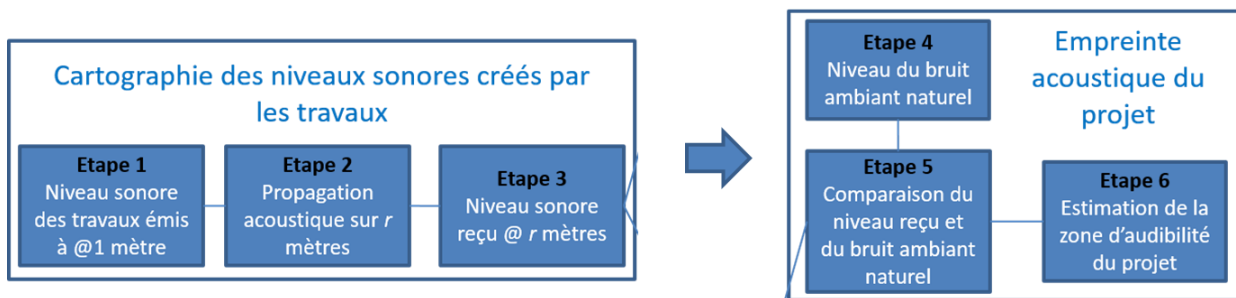 Cartographie des niveaux sonores créés par
les travaux
Etape 1
Niveau sonore
des travaux émis
à @1 mètre
Etape 2
Propagation
acoustique sur r
mètres
Etape 3
Niveau sonore
reçu @ r mètres
Etape 4
Niveau du bruit
ambiant naturel
Empreinte
acoustique du
projet
Etape 5
Comparaison du
niveau reçu et
du bruit ambiant
naturel
Etape 6
Estimation de la
zone d'audibilité
du projet